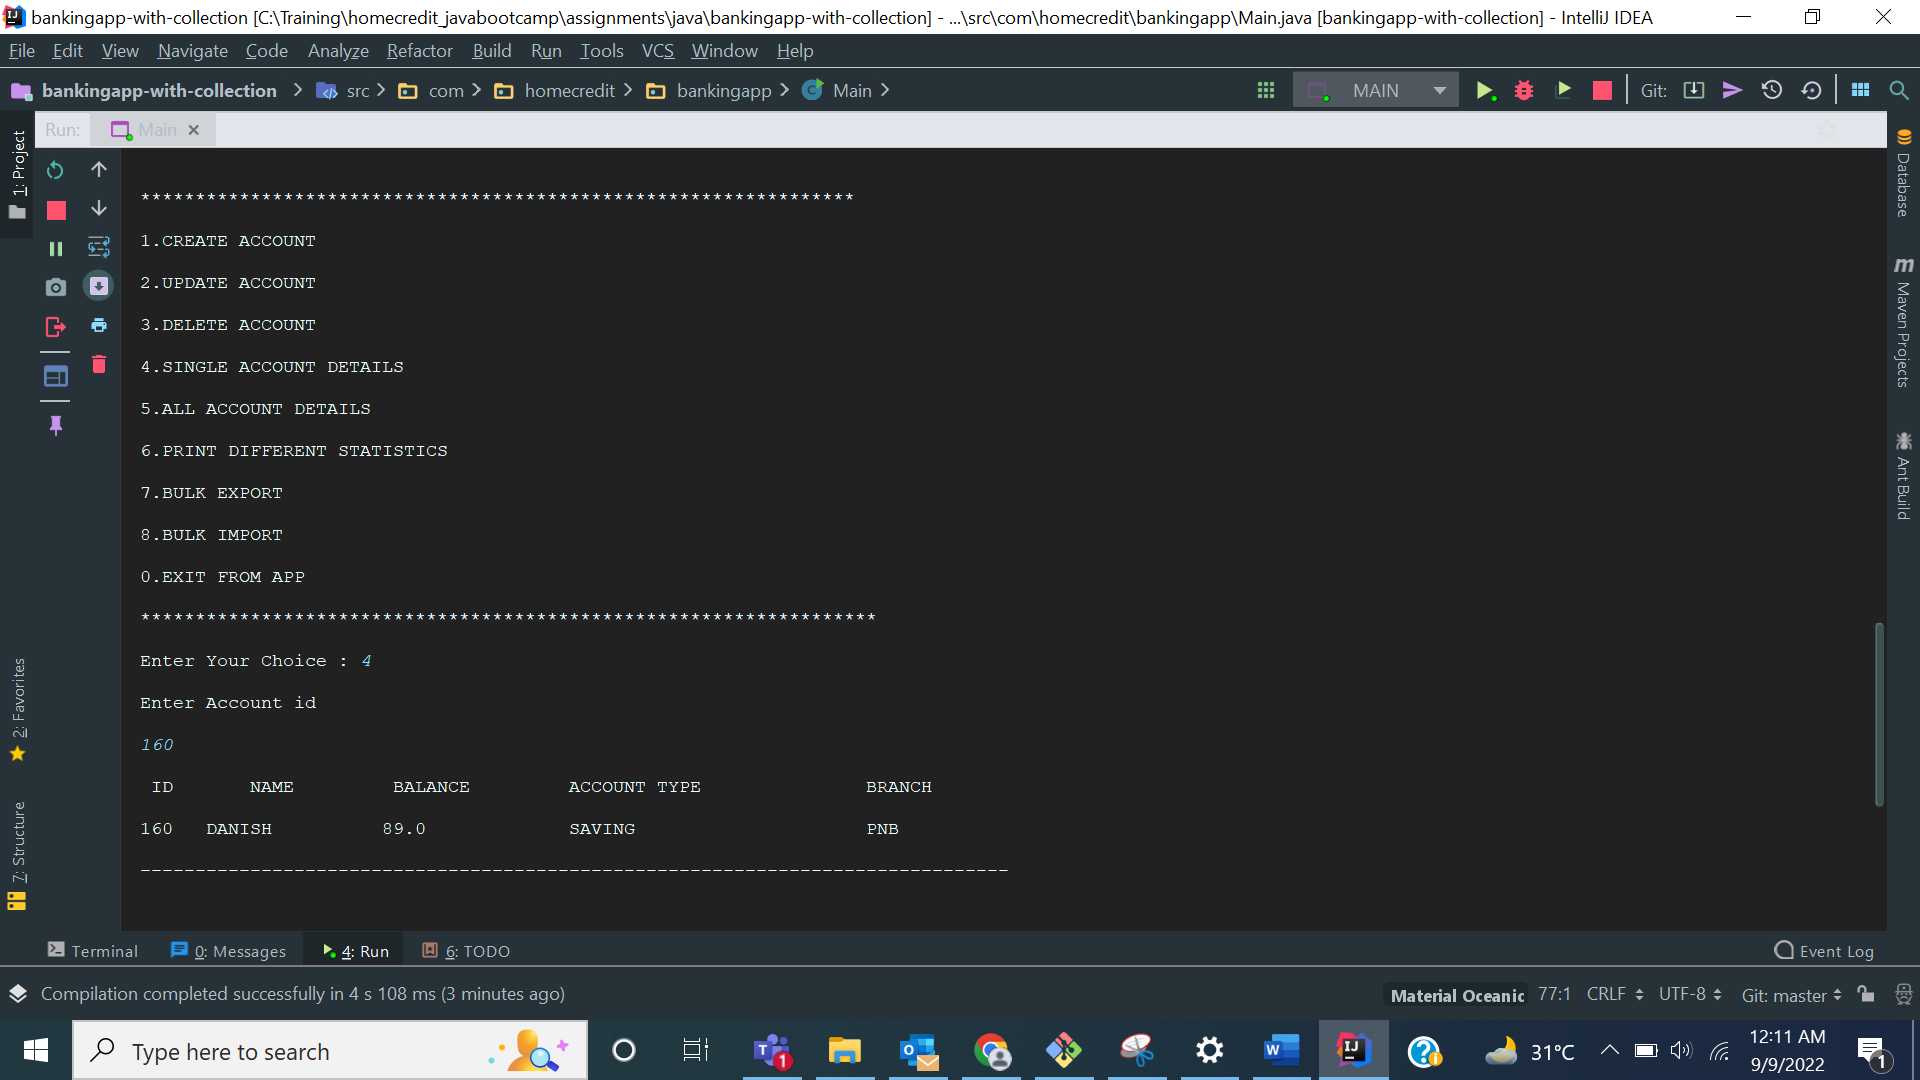 bankingapp-with-collection [C:\Training\homecredit_javabootcamp\assignments\java\bankingapp-with-collection] - ...\src\com\homecredit\bankingapp\Main.java [bankingapp-with-collection] - IntelliJ IDEA
File Edit View Navigate Code Analyze Refactor Build Run Tools VCS Window Help
bankingapp-with-collection src com homecredit bankingapp Main MAIN Git:
Run: Main
1: Project
2: Favorites
7: Structure
*****************************************************************
1.CREATE ACCOUNT
2.UPDATE ACCOUNT
3.DELETE ACCOUNT
4.SINGLE ACCOUNT DETAILS
5.ALL ACCOUNT DETAILS
6.PRINT DIFFERENT STATISTICS
7.BULK EXPORT
8.BULK IMPORT
0.EXIT FROM APP
*******************************************************************
Enter Your Choice : 4
Enter Account id
160
ID NAME BALANCE ACCOUNT TYPE BRANCH
160 DANISH 89.0 SAVING PNB
-------------------------------------------------------------------------------
Database
m Maven Projects
Ant Build
Terminal 0: Messages 4: Run 6: TODO Event Log
Compilation completed successfully in 4 s 108 ms (3 minutes ago) Material Oceanic 77:1 CRLF UTF-8 Git: master
Type here to search 31°C 12:11 AM
9/9/2022